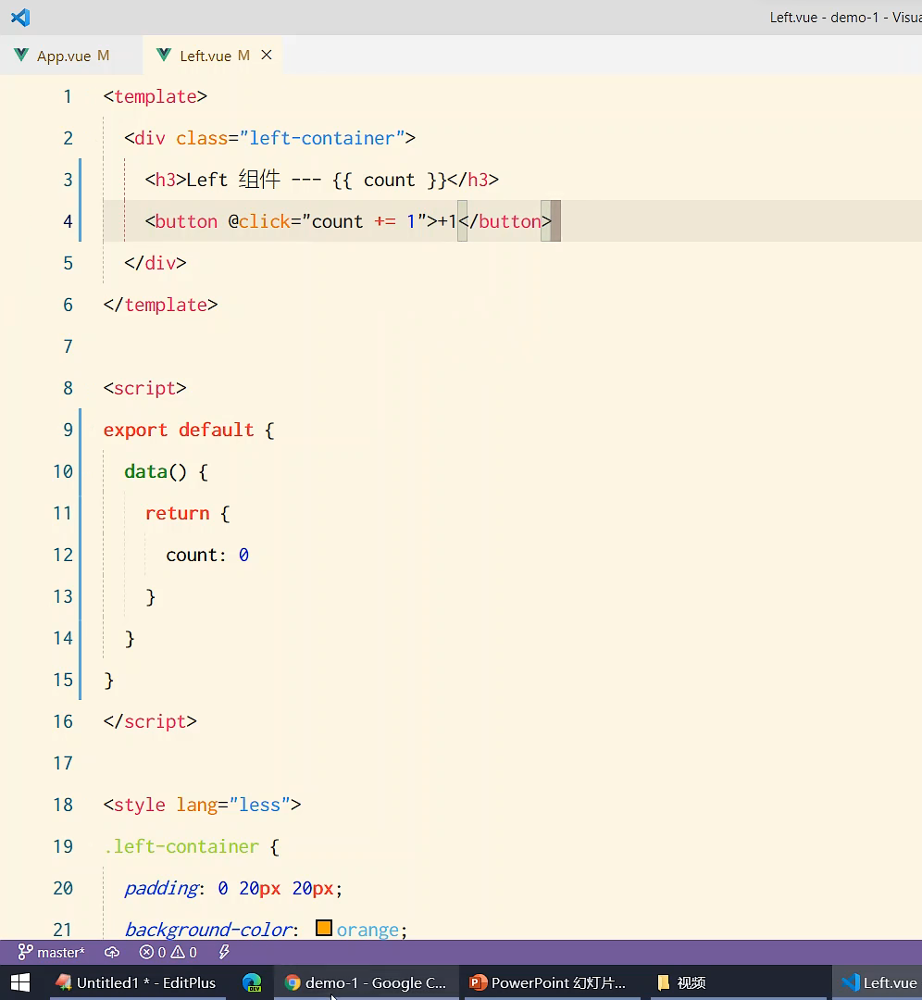 Left.vue - demo-1 - Visua
App.vue M
Left.vue M
1 <template>
2 <div class="left-container">
3 <h3>Left 组件 --- {{ count }}</h3>
4 <button @click="count += 1">+1</button>
5 </div>
6 </template>
7
8 <script>
9 export default {
10 data() {
11 return {
12 count: 0
13 }
14 }
15 }
16 </script>
17
18 <style lang="less">
19 .left-container {
20 padding: 0 20px 20px;
21 background-color: orange;
master* 0 0
Untitled1 * - EditPlus DEV demo-1 - Google C... PowerPoint 幻灯片... 视频 Left.vue